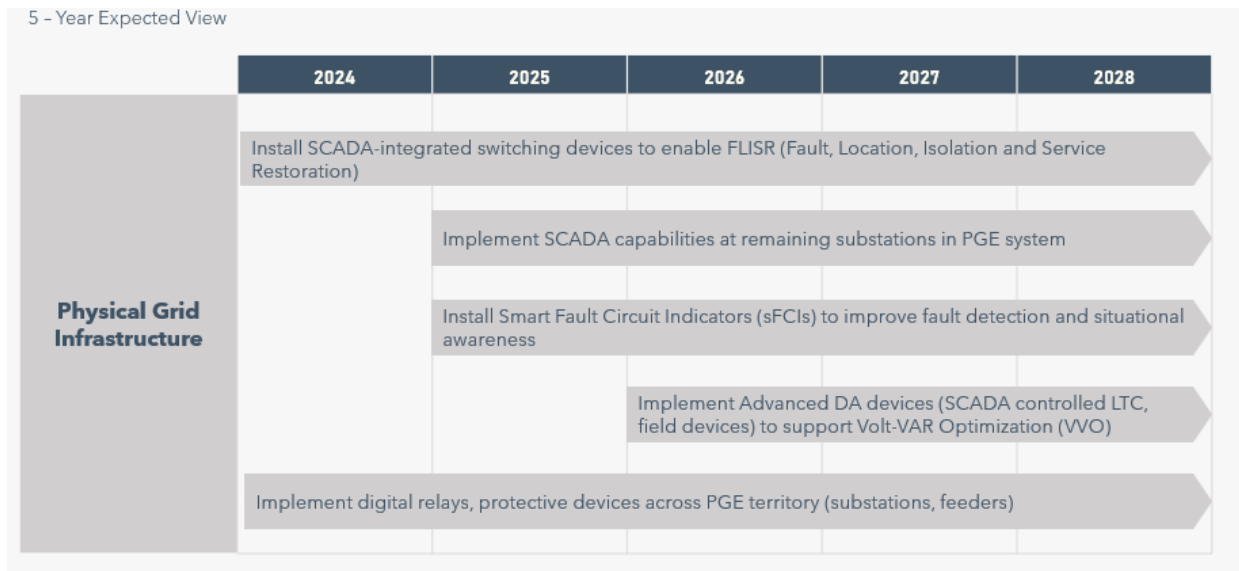 5 – Year Expected View
2024 2025 2026 2027 2028
Physical Grid
Infrastructure
Install SCADA-integrated switching devices to enable FLISR (Fault, Location, Isolation and Service
Restoration)
Implement SCADA capabilities at remaining substations in PGE system
Install Smart Fault Circuit Indicators (sFCIs) to improve fault detection and situational
awareness
Implement Advanced DA devices (SCADA controlled LTC,
field devices) to support Volt-VAR Optimization (VVO)
Implement digital relays, protective devices across PGE territory (substations, feeders)